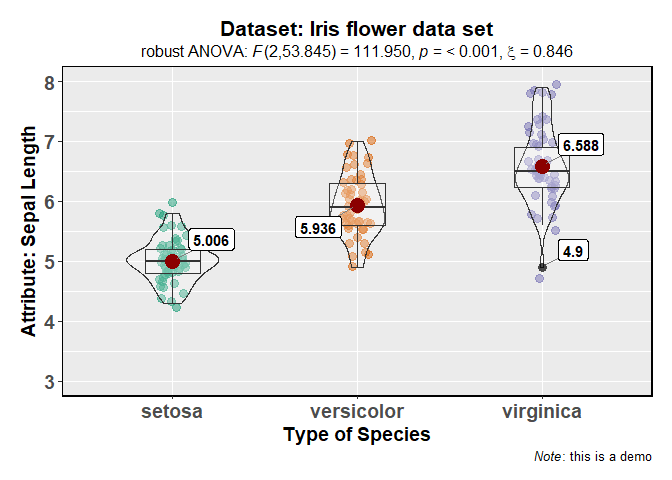 Dataset: Iris flower data set
robust ANOVA: F(2,53.845) = 111.950, p = < 0.001, ξ = 0.846
Attribute: Sepal Length
8
7
6
5
4
3
5.006
5.936
6.588
4.9
setosa versicolor virginica
Type of Species
Note: this is a demo